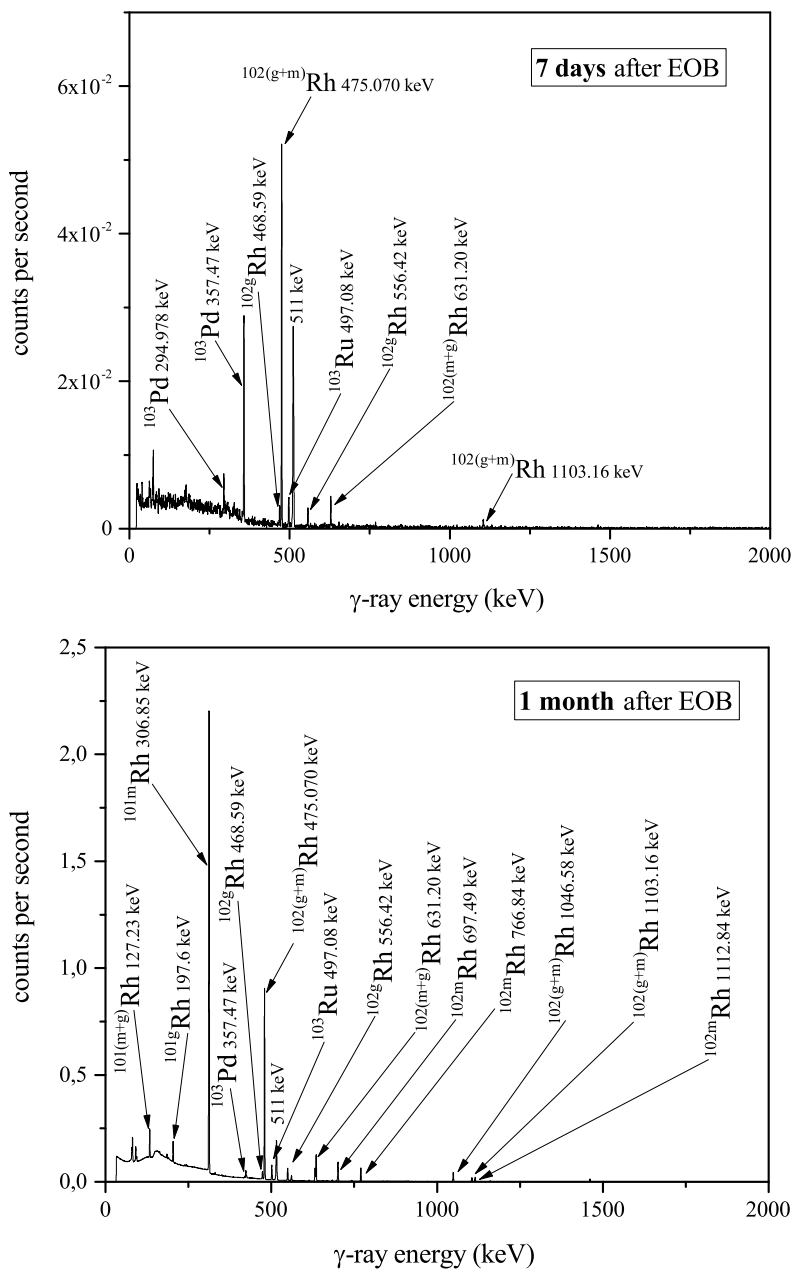 7 days after EOB
counts per second
6x10⁻²
4x10⁻²
2x10⁻²
0
¹⁰³Pd 294.978 keV
¹⁰³Pd 357.47 keV
¹⁰²ᵍRh 468.59 keV
¹⁰²⁽ᵍ⁺ᵐ⁾Rh 475.070 keV
511 keV
¹⁰³Ru 497.08 keV
¹⁰²ᵍRh 556.42 keV
¹⁰²⁽ᵐ⁺ᵍ⁾Rh 631.20 keV
¹⁰²⁽ᵍ⁺ᵐ⁾Rh 1103.16 keV
0 500 1000 1500 2000
γ-ray energy (keV)
1 month after EOB
counts per second
2,5
2,0
1,5
1,0
0,5
0,0
¹⁰¹⁽ᵐ⁺ᵍ⁾Rh 127.23 keV
¹⁰¹ᵐRh 306.85 keV
¹⁰¹ᵍRh 197.6 keV
¹⁰³Pd 357.47 keV
¹⁰²ᵍRh 468.59 keV
511 keV
¹⁰²⁽ᵍ⁺ᵐ⁾Rh 475.070 keV
¹⁰³Ru 497.08 keV
¹⁰²ᵍRh 556.42 keV
¹⁰²⁽ᵐ⁺ᵍ⁾Rh 631.20 keV
¹⁰²ᵐRh 697.49 keV
¹⁰²ᵐRh 766.84 keV
¹⁰²⁽ᵍ⁺ᵐ⁾Rh 1046.58 keV
¹⁰²⁽ᵍ⁺ᵐ⁾Rh 1103.16 keV
¹⁰²ᵐRh 1112.84 keV
0 500 1000 1500 2000
γ-ray energy (keV)